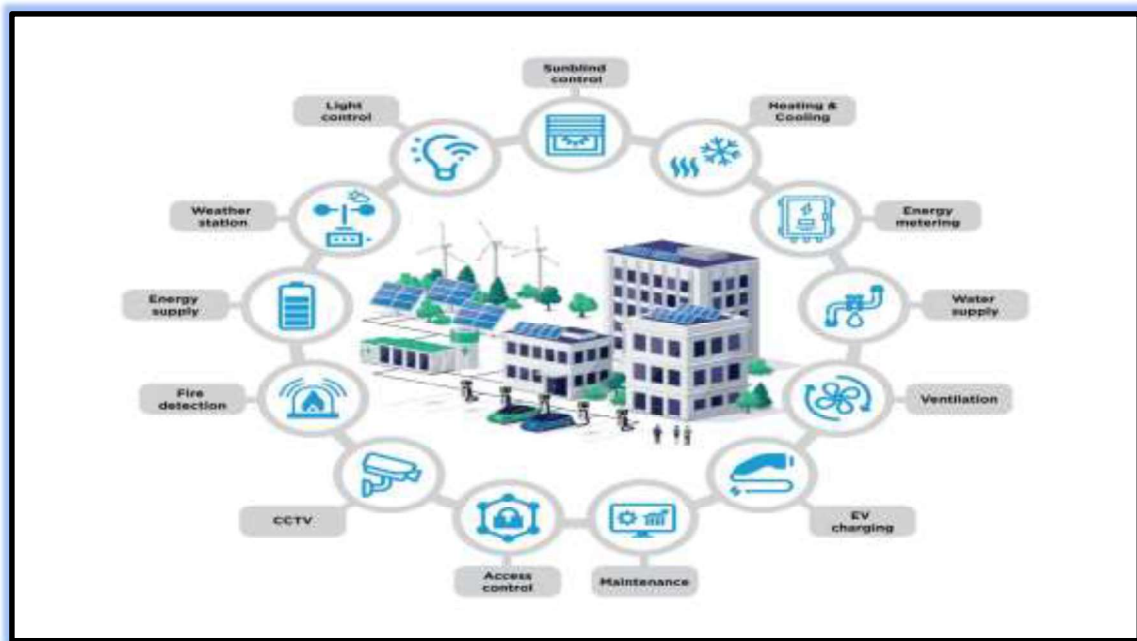 Sunblind
control
Heating &
Cooling
Energy
metering
Water
supply
Ventilation
EV
charging
Maintenance
Access
control
CCTV
Fire
detection
Energy
supply
Weather
station
Light
control